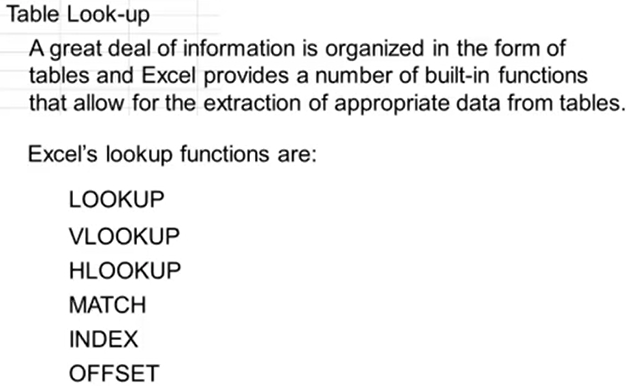 Table Look-up
A great deal of information is organized in the form of
tables and Excel provides a number of built-in functions
that allow for the extraction of appropriate data from tables.
Excel's lookup functions are:
LOOKUP
VLOOKUP
HLOOKUP
MATCH
INDEX
OFFSET